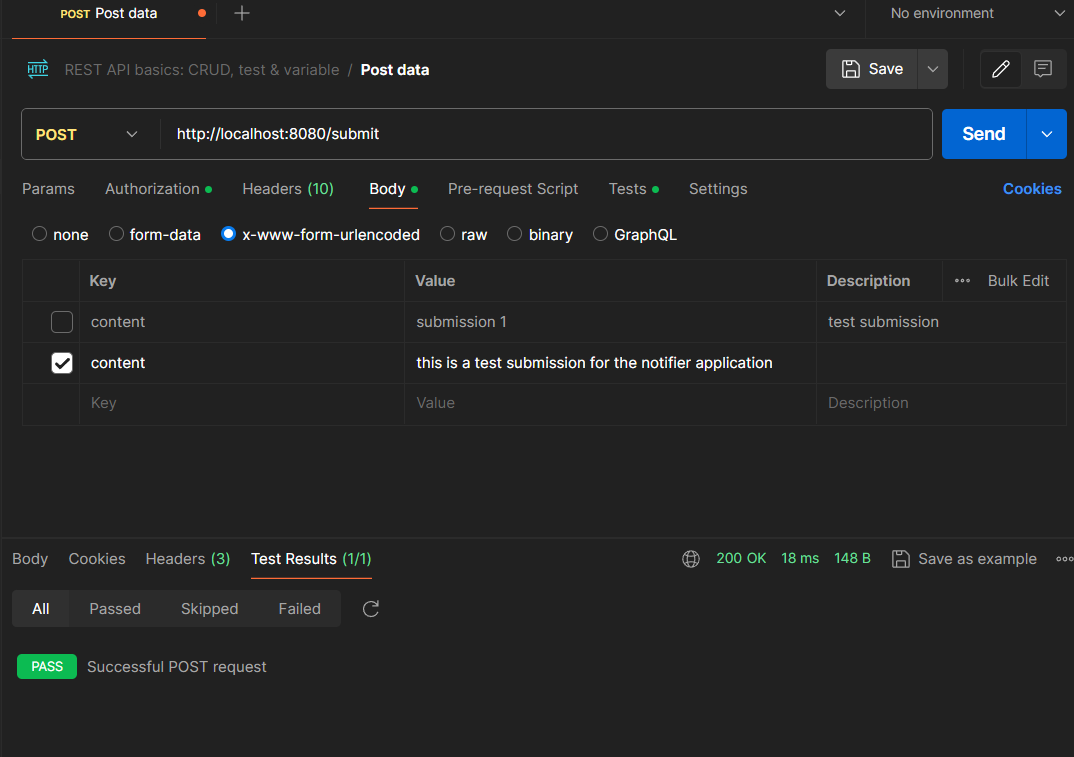 POST Post data No environment
HTTP REST API basics: CRUD, test & variable / Post data Save
POST http://localhost:8080/submit Send
Params Authorization Headers (10) Body Pre-request Script Tests Settings Cookies
none form-data x-www-form-urlencoded raw binary GraphQL
Key Value Description Bulk Edit
content submission 1 test submission
content this is a test submission for the notifier application
Key Value Description
Body Cookies Headers (3) Test Results (1/1) 200 OK 18 ms 148 B Save as example
All Passed Skipped Failed
PASS Successful POST request